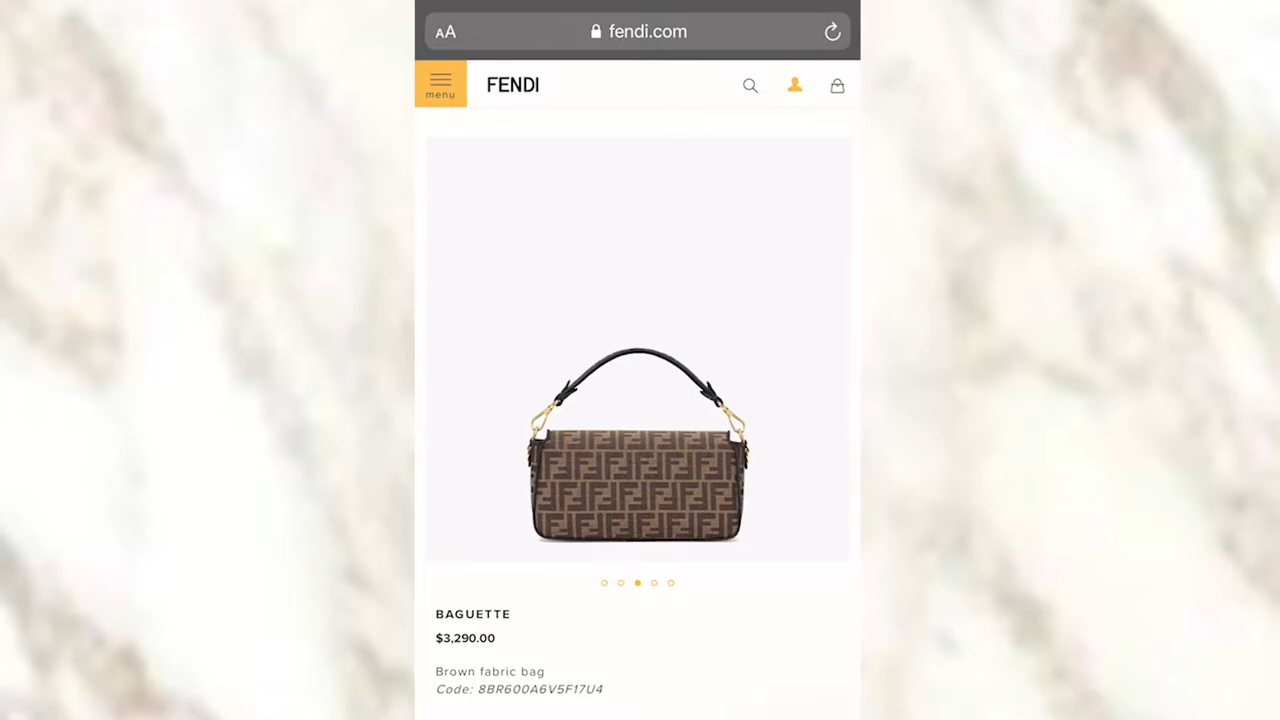 AA fendi.com
menu FENDI
BAGUETTE
$3,290.00
Brown fabric bag
Code: 8BR600A6V5F17U4